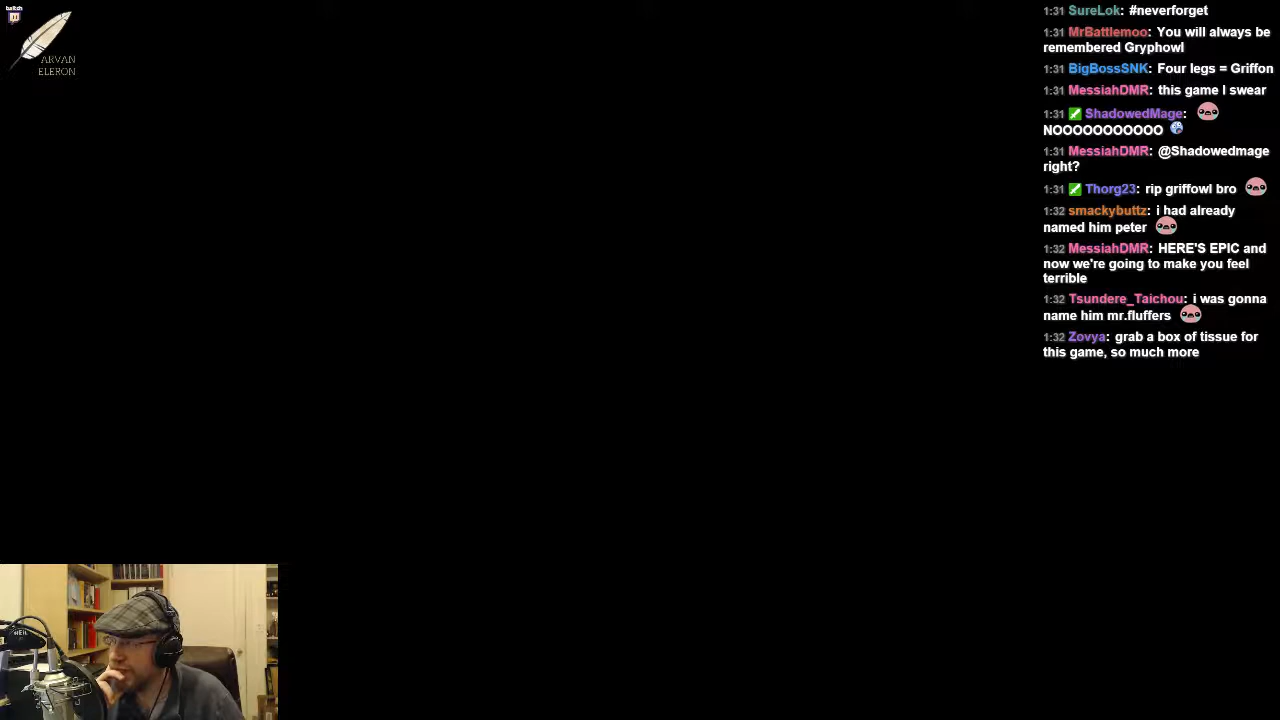 twitch
ARVAN
ELERON
1:31 SureLok: #neverforget
1:31 MrBattlemoo: You will always be
remembered Gryphowl
1:31 BigBossSNK: Four legs = Griffon
1:31 MessiahDMR: this game I swear
1:31 ShadowedMage:
NOOOOOOOOOOO
1:31 MessiahDMR: @Shadowedmage
right?
1:31 Thorg23: rip griffowl bro
1:32 smackybuttz: i had already
named him peter
1:32 MessiahDMR: HERE'S EPIC and
now we're going to make you feel
terrible
1:32 Tsundere_Taichou: i was gonna
name him mr.fluffers
1:32 Zovya: grab a box of tissue for
this game, so much more
HEIL